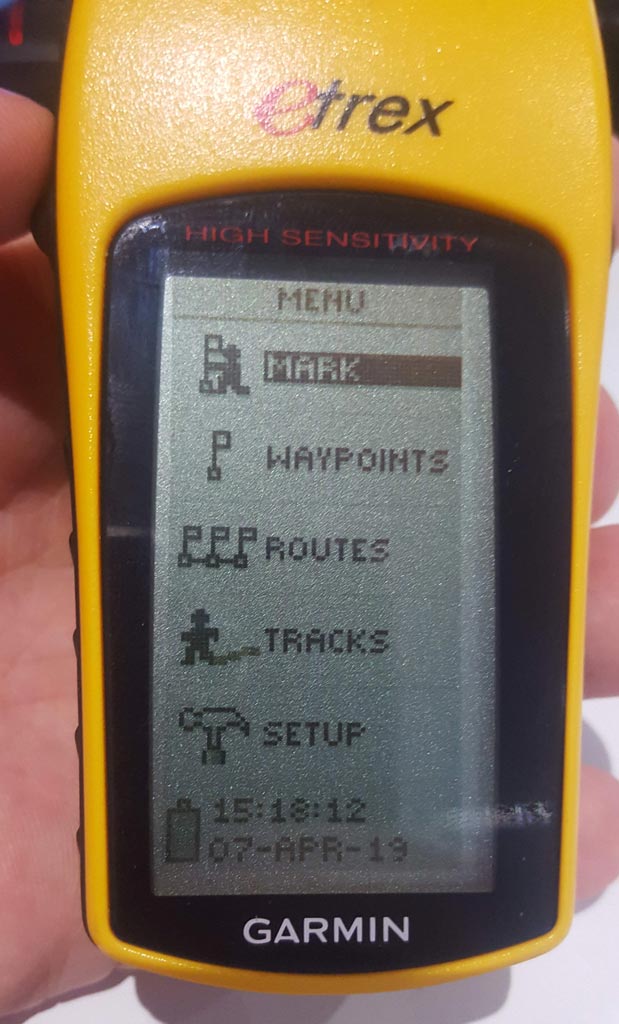 etrex
HIGH SENSITIVITY
MENU
MARK
WAYPOINTS
ROUTES
TRACKS
SETUP
15:18:12
07-APR-19
GARMIN